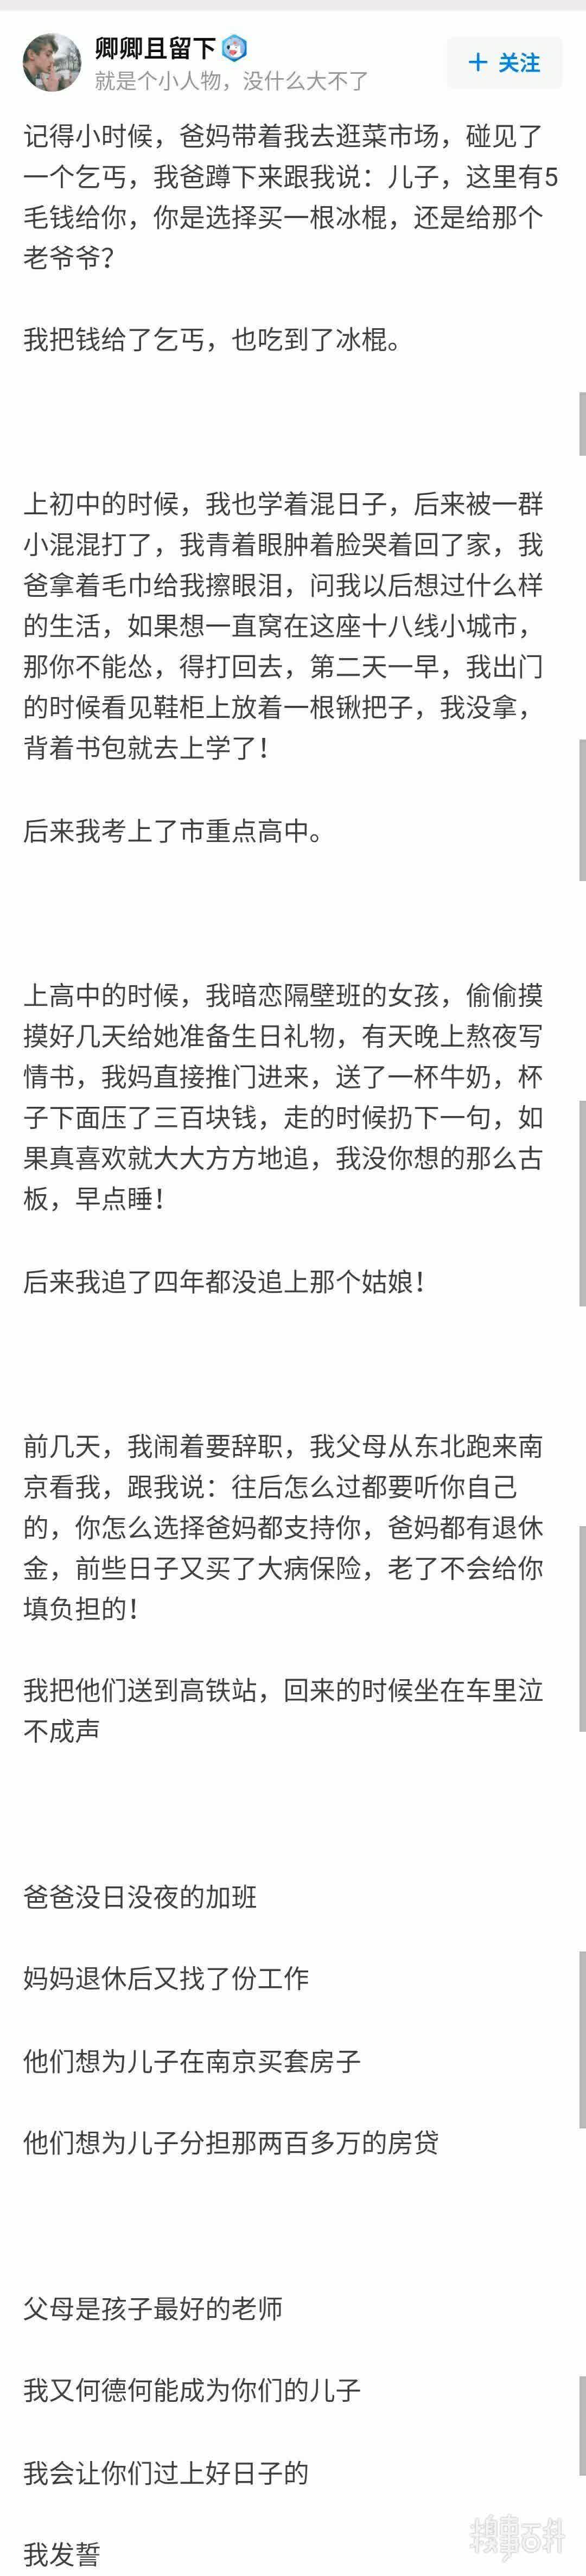 卿卿且留下
就是个小人物，没什么大不了
+ 关注
记得小时候，爸妈带着我去逛菜市场，碰见了
一个乞丐，我爸蹲下来跟我说：儿子，这里有5
毛钱给你，你是选择买一根冰棍，还是给那个
老爷爷？
我把钱给了乞丐，也吃到了冰棍。
上初中的时候，我也学着混日子，后来被一群
小混混打了，我青着眼肿着脸哭着回了家，我
爸拿着毛巾给我擦眼泪，问我以后想过什么样
的生活，如果想一直窝在这座十八线小城市，
那你不能怂，得打回去，第二天一早，我出门
的时候看见鞋柜上放着一根锹把子，我没拿，
背着书包就去上学了！
后来我考上了市重点高中。
上高中的时候，我暗恋隔壁班的女孩，偷偷摸
摸好几天给她准备生日礼物，有天晚上熬夜写
情书，我妈直接推门进来，送了一杯牛奶，杯
子下面压了三百块钱，走的时候扔下一句，如
果真喜欢就大大方方地追，我没你想的那么古
板，早点睡！
后来我追了四年都没追上那个姑娘！
前几天，我闹着要辞职，我父母从东北跑来南
京看我，跟我说：往后怎么过都要听你自己
的，你怎么选择爸妈都支持你，爸妈都有退休
金，前些日子又买了大病保险，老了不会给你
填负担的！
我把他们送到高铁站，回来的时候坐在车里泣
不成声
爸爸没日没夜的加班
妈妈退休后又找了份工作
他们想为儿子在南京买套房子
他们想为儿子分担那两百多万的房贷
父母是孩子最好的老师
我又何德何能成为你们的儿子
我会让你们过上好日子的
我发誓
糗事百科